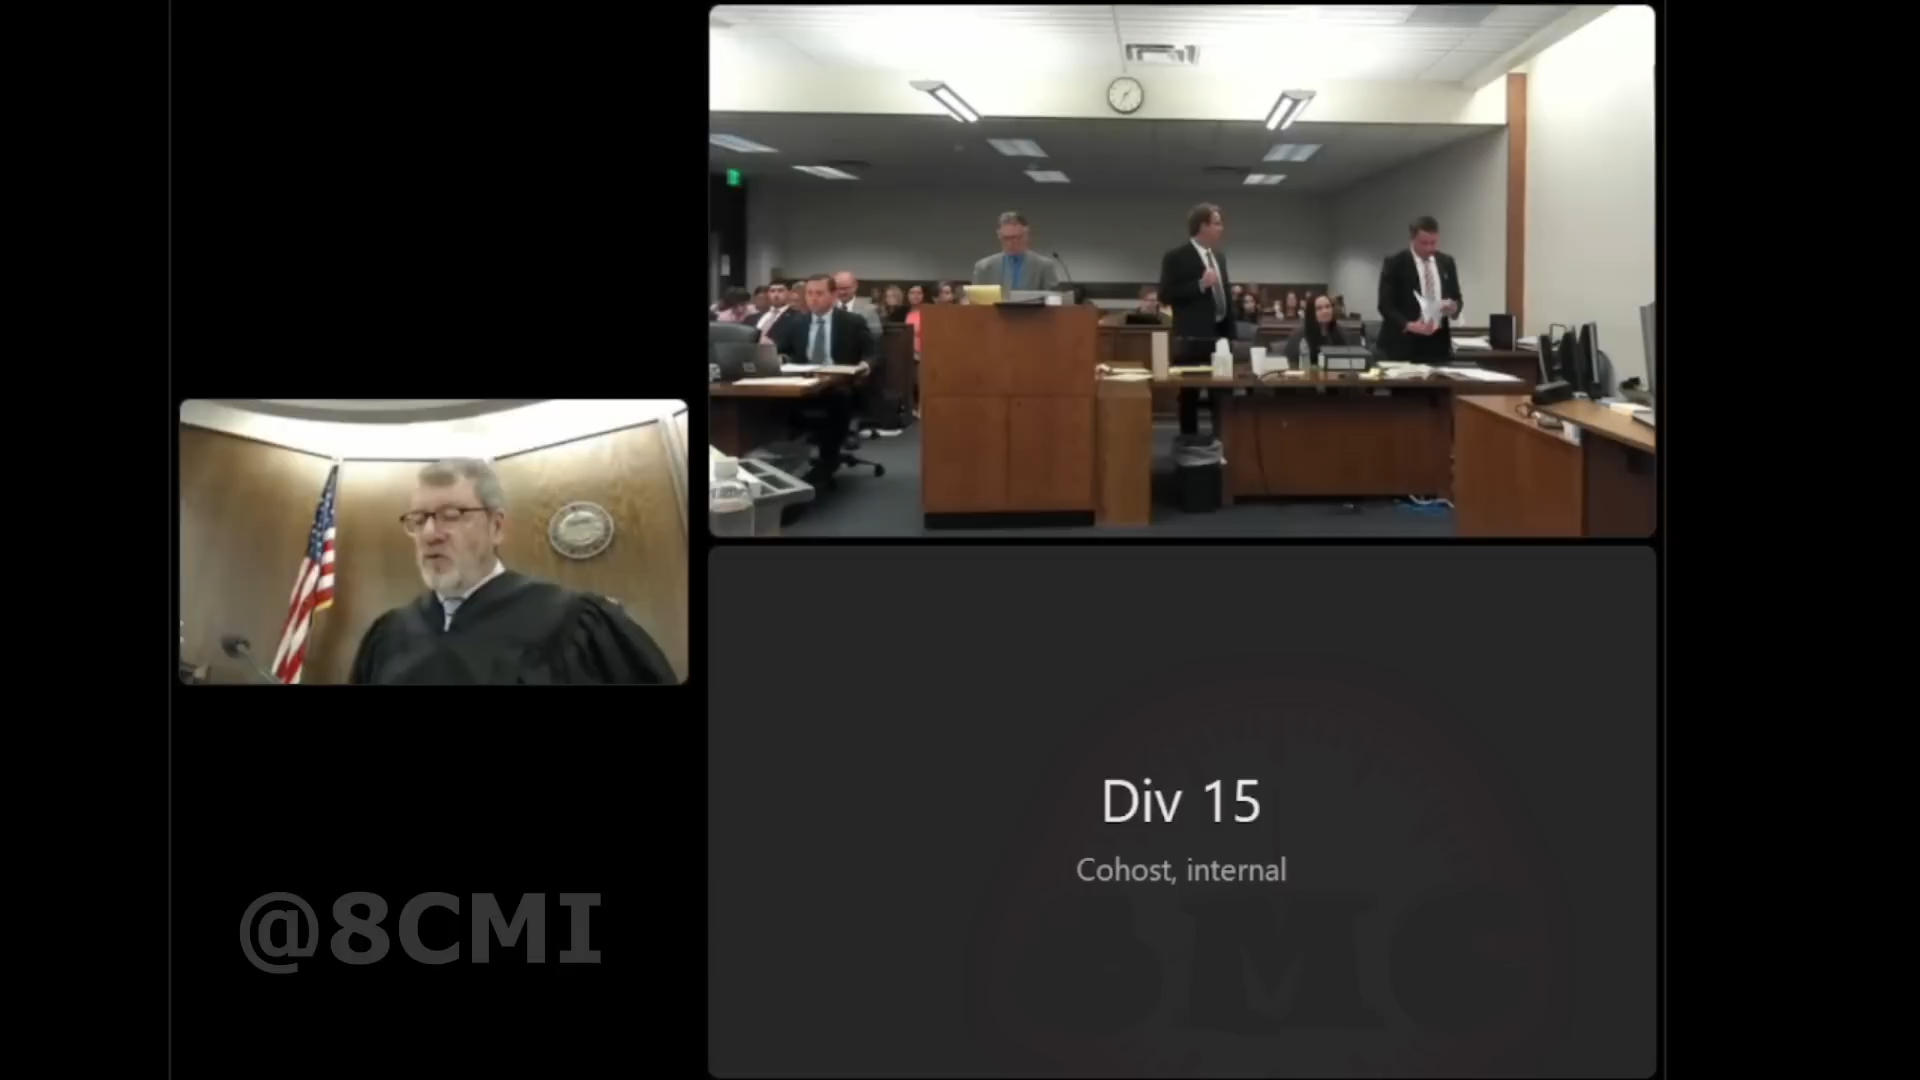 Div 15
Cohost, internal
@8CMI